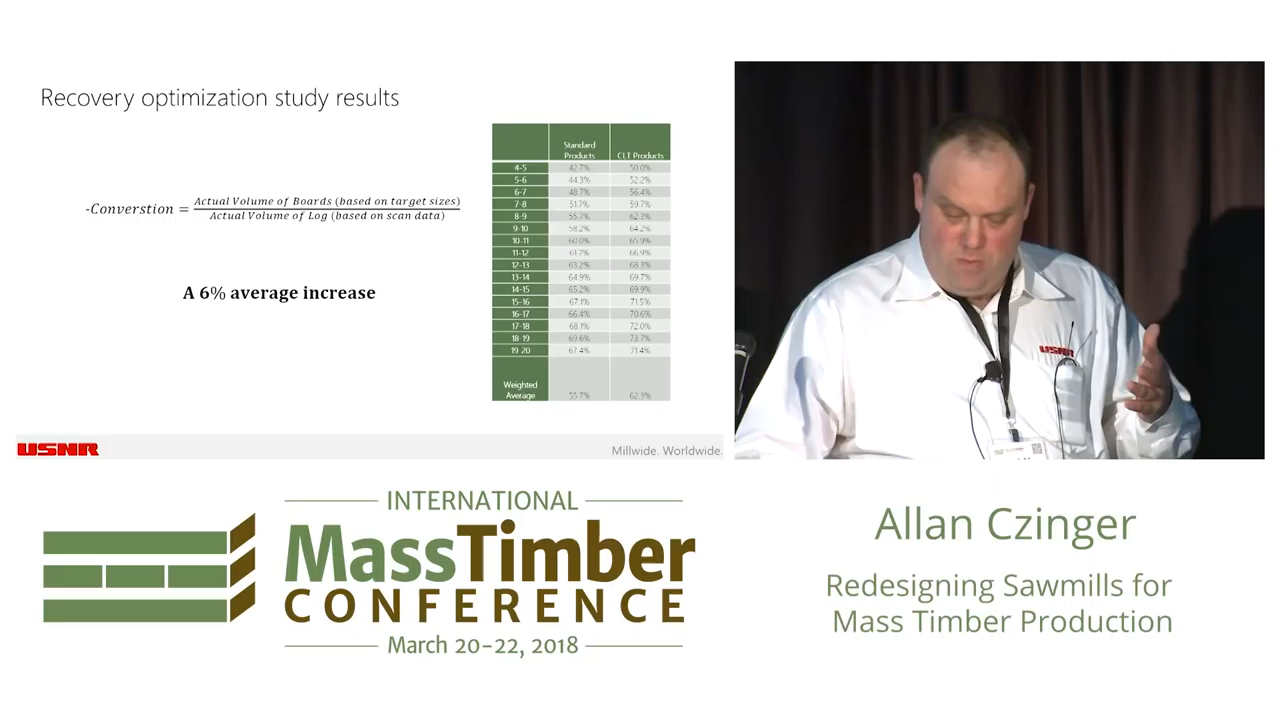 Recovery optimization study results
-Converstion = Actual Volume of Boards (based on target sizes)
Actual Volume of Log (based on scan data)
A 6% average increase
Standard Products CLT Products
4-5 42.7% 50.0%
5-6 44.3% 52.2%
6-7 48.7% 56.4%
7-8 51.7% 59.7%
8-9 55.7% 62.3%
9-10 58.2% 64.2%
10-11 60.0% 65.9%
11-12 61.7% 66.9%
12-13 63.2% 68.3%
13-14 64.9% 69.7%
14-15 65.2% 69.9%
15-16 67.1% 71.5%
16-17 66.4% 70.6%
17-18 68.1% 72.0%
18-19 69.6% 73.7%
19-20 67.4% 71.4%
Weighted
Average 55.7% 62.3%
USNR
Millwide. Worldwide.
USNR
INTERNATIONAL
MassTimber
CONFERENCE
March 20-22, 2018
Allan Czinger
Redesigning Sawmills for
Mass Timber Production